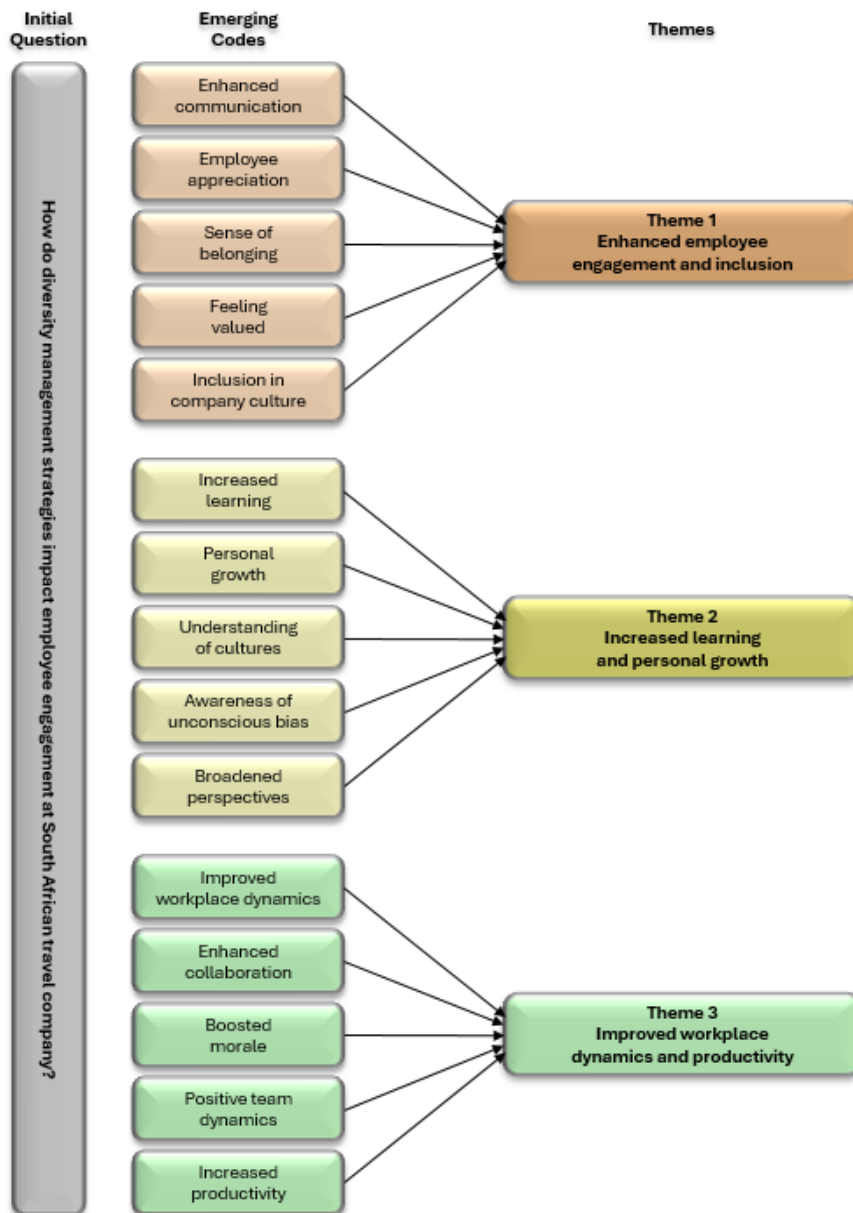 Initial
Question
Emerging
Codes
Themes
How do diversity management strategies impact employee engagement at South African travel company?
Enhanced
communication
Employee
appreciation
Sense of
belonging
Feeling
valued
Inclusion in
company culture
Theme 1
Enhanced employee
engagement and inclusion
Increased
learning
Personal
growth
Understanding
of cultures
Awareness of
unconscious bias
Broadened
perspectives
Theme 2
Increased learning
and personal growth
Improved
workplace dynamics
Enhanced
collaboration
Boosted
morale
Positive team
dynamics
Increased
productivity
Theme 3
Improved workplace
dynamics and productivity